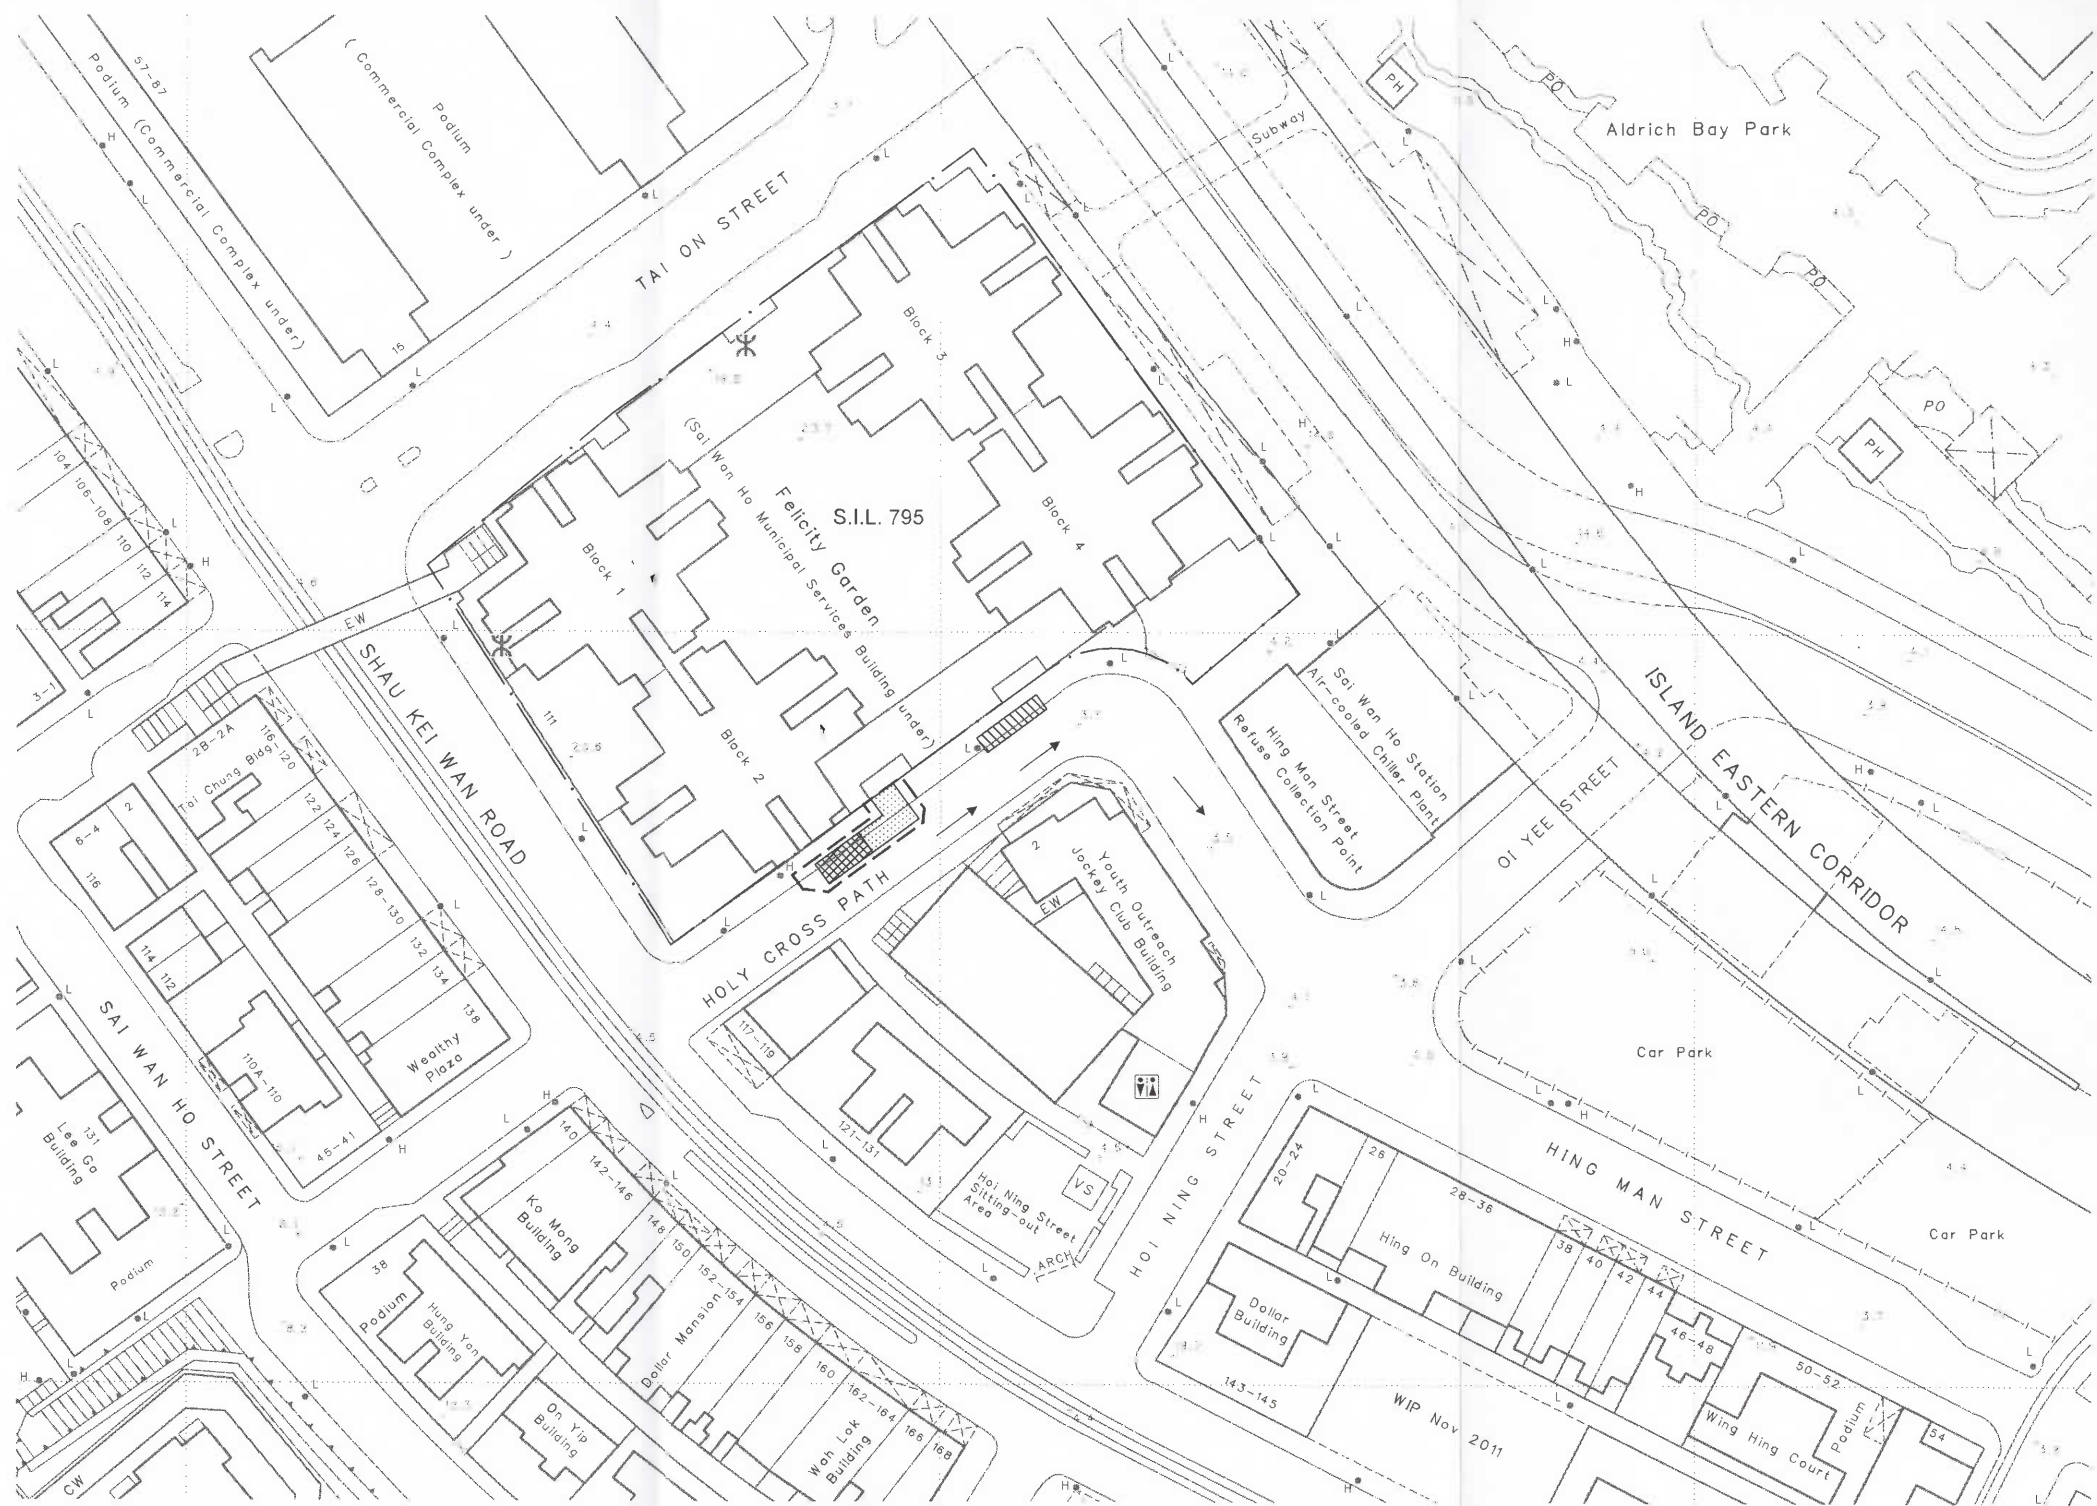 57-87
Podium (Commercial Complex under)
Podium
(Commercial Complex under)
15
TAI ON STREET
L
H
Subway
PH
PO
Aldrich Bay Park
PO
PO
PO
PH
104
106-108
110
112
114
3-1
EW
SHAU KEI WAN ROAD
Block 3
Block 4
Block 1
Block 2
S.I.L. 795
Felicity Garden
(Sai Wan Ho Municipal Services Building under)
111
Sai Wan Ho Station
Air-cooled Chiller Plant
Hing Man Street
Refuse Collection Point
OI YEE STREET
ISLAND EASTERN CORRIDOR
2B-2A
Tai Chung Bldg.
116-120
122
124
126
128-130
132
134
138
Wealthy
Plaza
2
6-4
116
114
112
110A-110
45-41
SAI WAN HO STREET
131
Lee Ga
Building
Podium
HOLY CROSS PATH
2
Youth Outreach
Jockey Club Building
EW
117-119
121-131
Hoi Ning Street
Sitting-out
Area
VS
ARCH
HOI NING STREET
Car Park
Car Park
HING MAN STREET
20-24
26
28-36
Hing On Building
38
40
42
44
46-48
50-52
54
Podium
Wing Hing Court
Dollar
Building
143-145
WIP Nov 2011
140
142-146
Ko Mong
Building
148
150
152-154
156
158
160
162-164
166
168
Dollar Mansion
Wah Lok
Building
38
Podium
Hung Yan
Building
On Yip
Building
CW